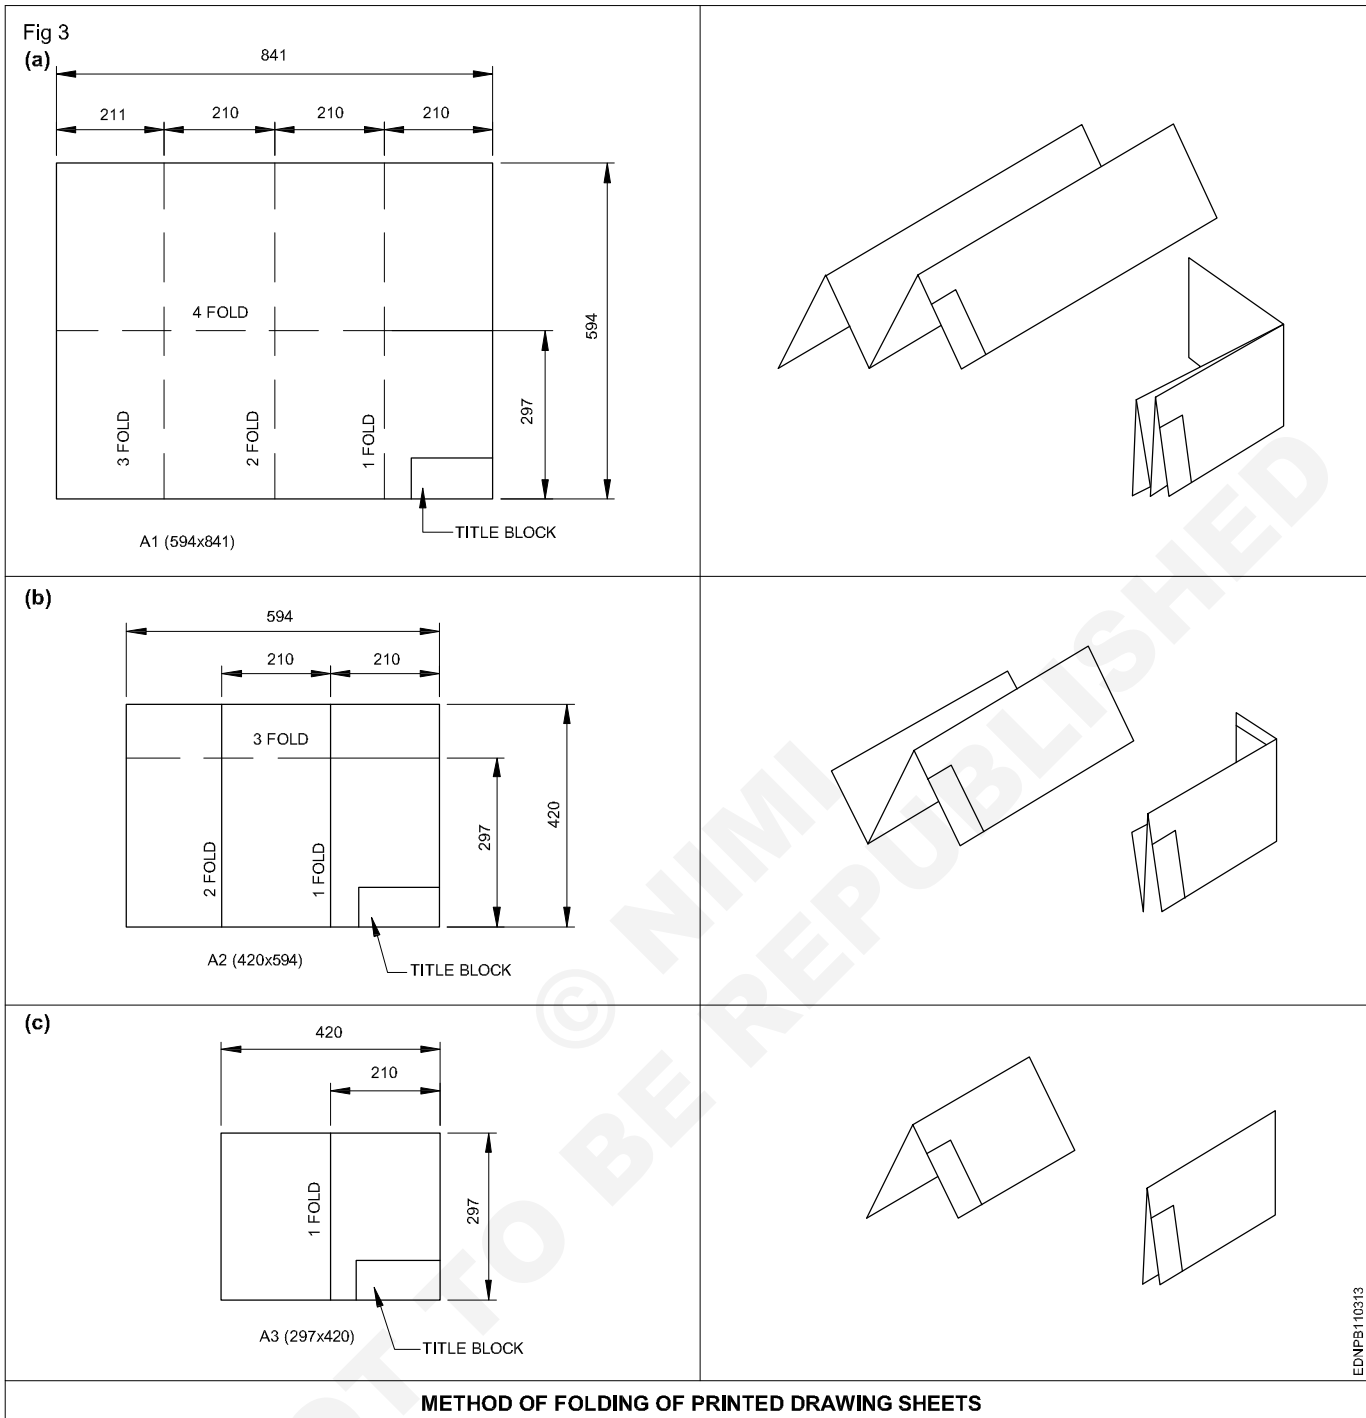 Fig 3
(a)
841
211 210 210 210
4 FOLD
594
297
3 FOLD
2 FOLD
1 FOLD
TITLE BLOCK
A1 (594x841)
(b)
594
210 210
3 FOLD
420
297
2 FOLD
1 FOLD
A2 (420x594)
TITLE BLOCK
(c)
420
210
1 FOLD
297
A3 (297x420)
TITLE BLOCK
EDNPB110313
METHOD OF FOLDING OF PRINTED DRAWING SHEETS
© NIMI
NOT TO BE REPUBLISHED